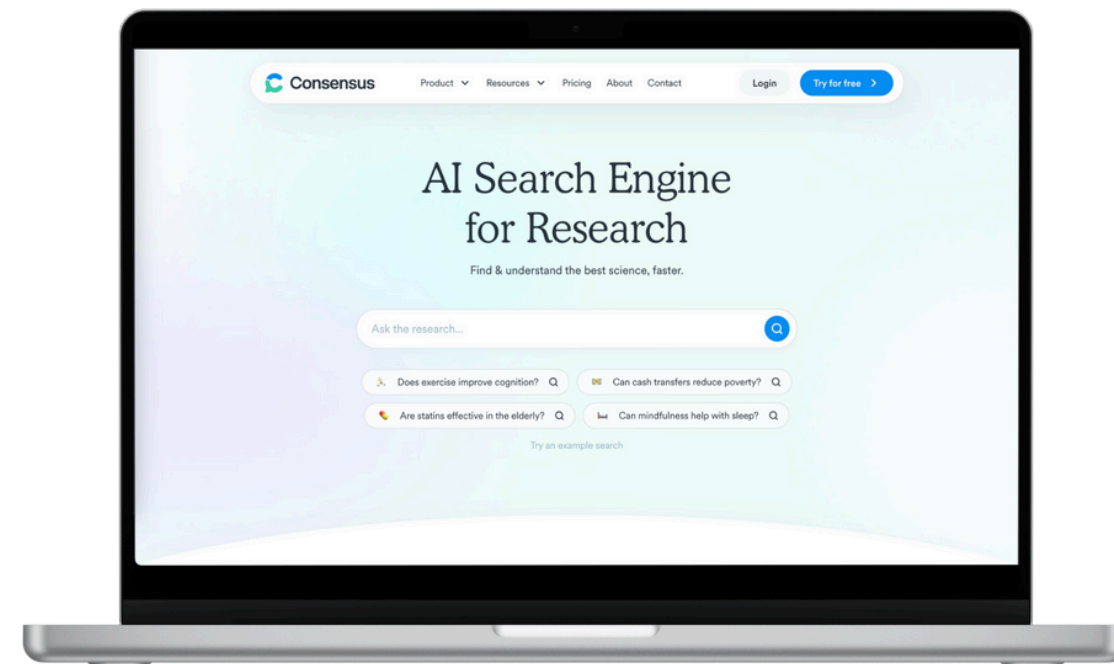 Consensus Product Resources Pricing About Contact Login Try for free
AI Search Engine
for Research
Find & understand the best science, faster.
Ask the research...
Does exercise improve cognition? Can cash transfers reduce poverty?
Are statins effective in the elderly? Can mindfulness help with sleep?
Try an example search